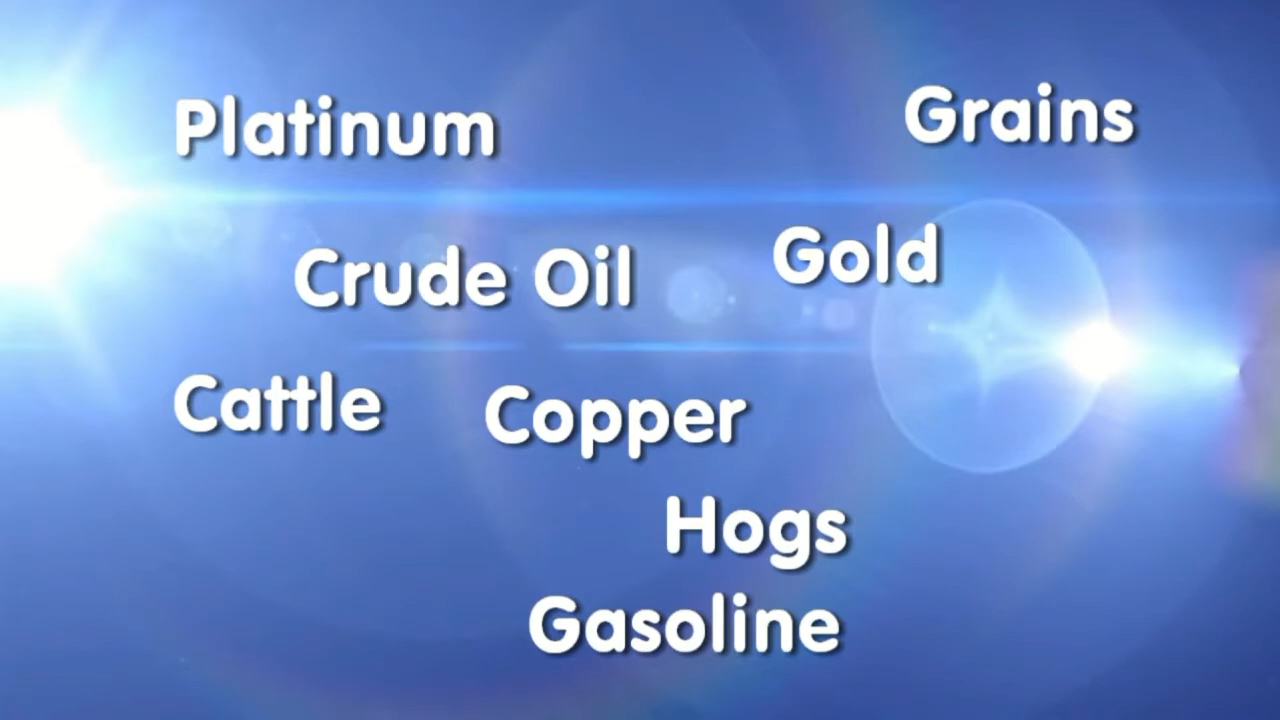 Platinum
Grains
Crude Oil
Gold
Cattle
Copper
Hogs
Gasoline